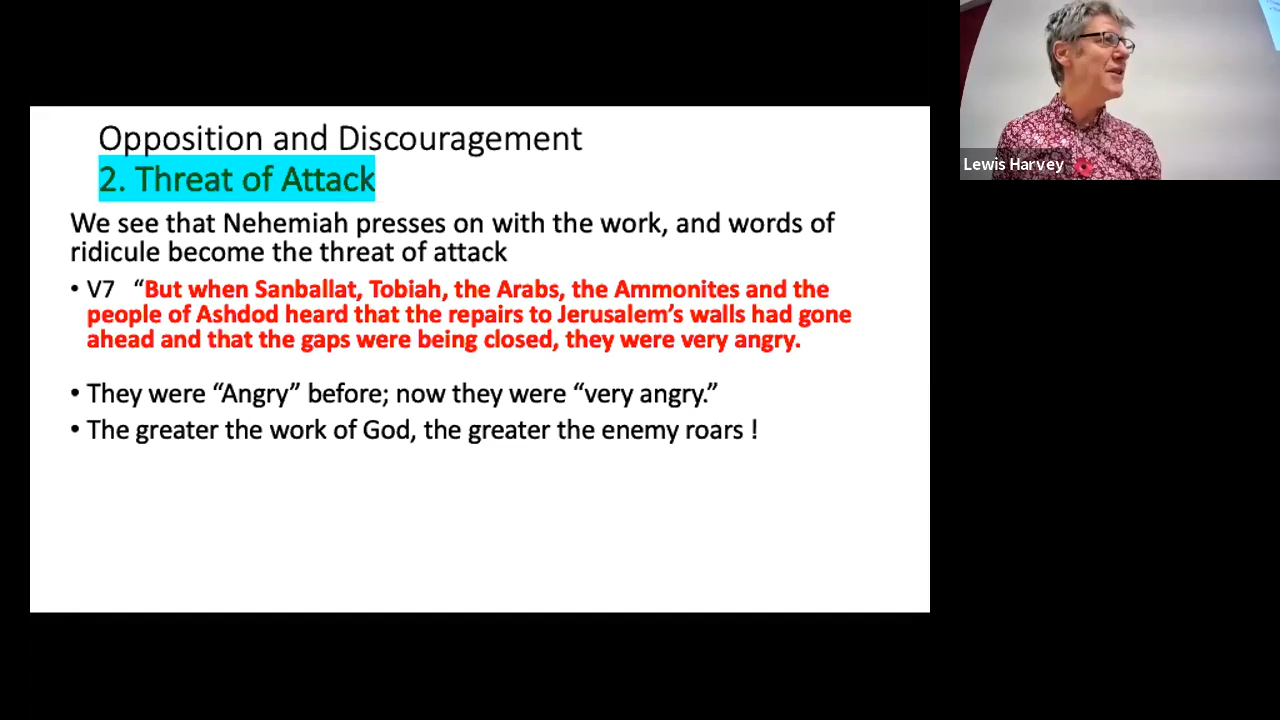 Opposition and Discouragement
2. Threat of Attack
We see that Nehemiah presses on with the work, and words of
ridicule become the threat of attack
• V7 “But when Sanballat, Tobiah, the Arabs, the Ammonites and the
people of Ashdod heard that the repairs to Jerusalem’s walls had gone
ahead and that the gaps were being closed, they were very angry.
• They were “Angry” before; now they were “very angry.”
• The greater the work of God, the greater the enemy roars !
Lewis Harvey